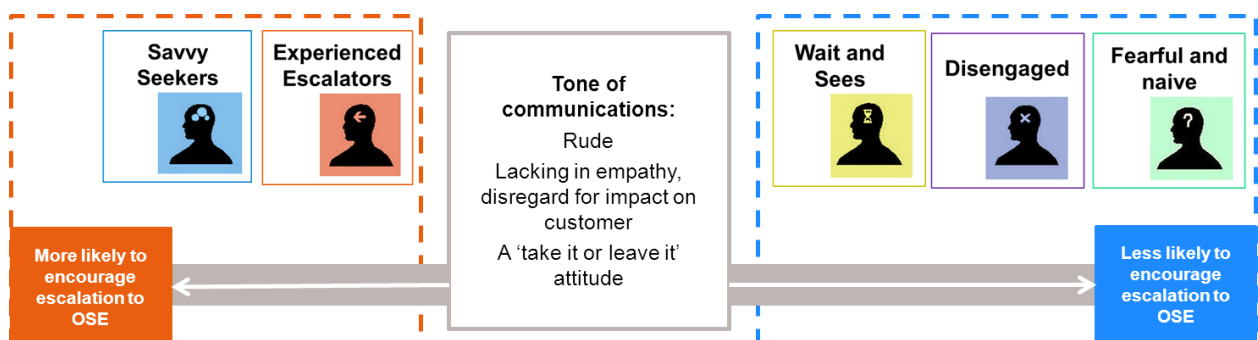 Savvy
Seekers
Experienced
Escalators
Tone of
communications:
Rude
Lacking in empathy,
disregard for impact on
customer
A ‘take it or leave it’
attitude
Wait and
Sees
Disengaged
Fearful and
naive
?
More likely to
encourage
escalation to
OSE
Less likely to
encourage
escalation to
OSE